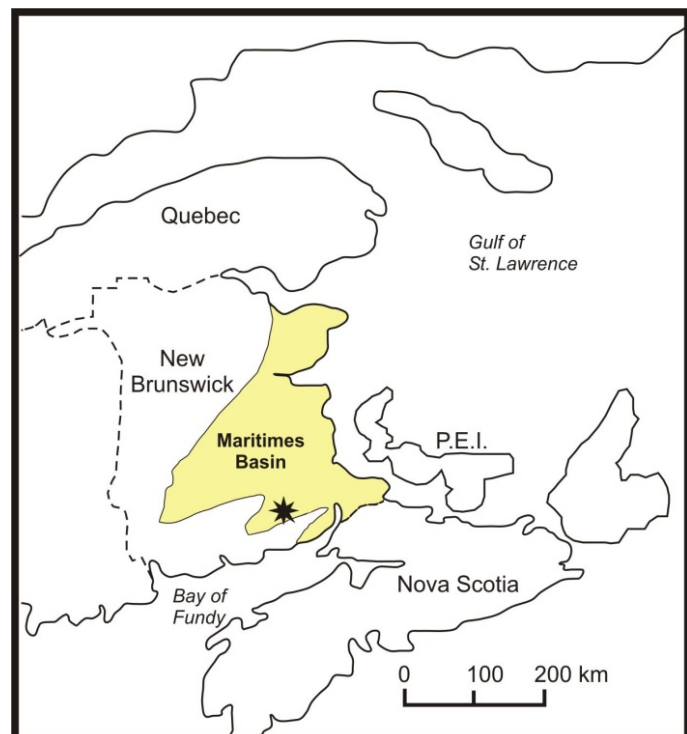 Quebec
Gulf of
St. Lawrence
New
Brunswick
Maritimes
Basin
P.E.I.
Nova Scotia
Bay of
Fundy
0 100 200 km